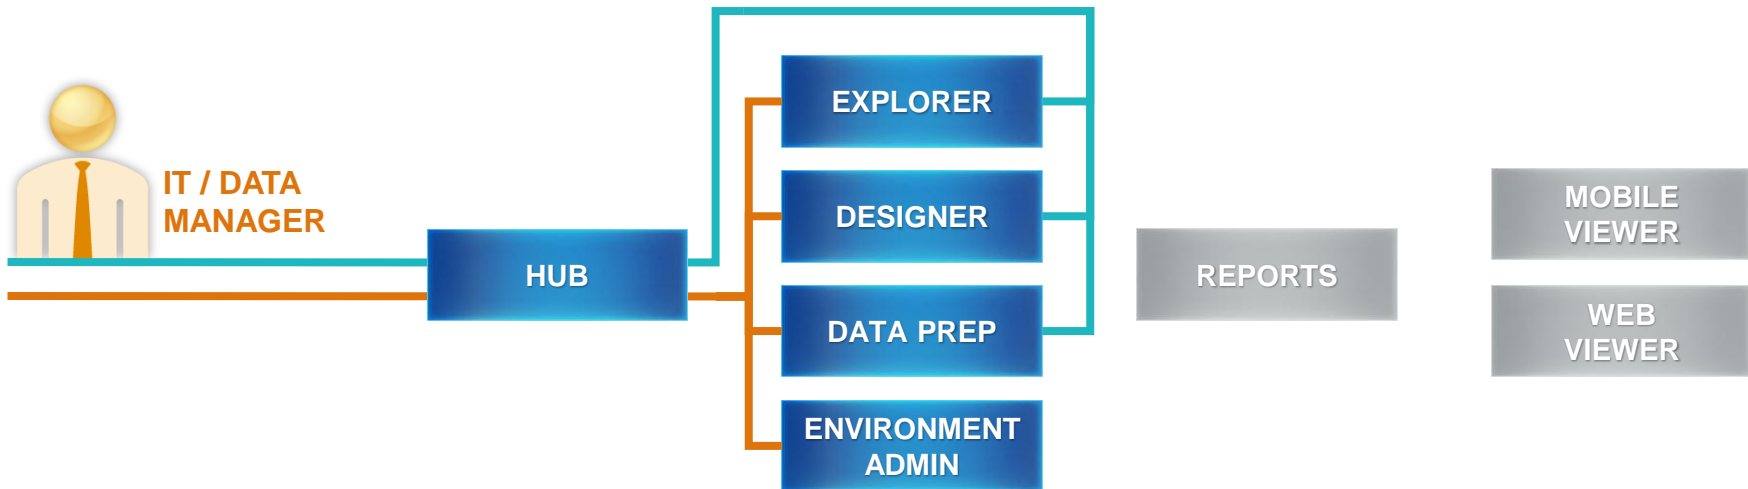 IT / DATA
MANAGER
HUB
EXPLORER
DESIGNER
DATA PREP
ENVIRONMENT
ADMIN
REPORTS
MOBILE
VIEWER
WEB
VIEWER